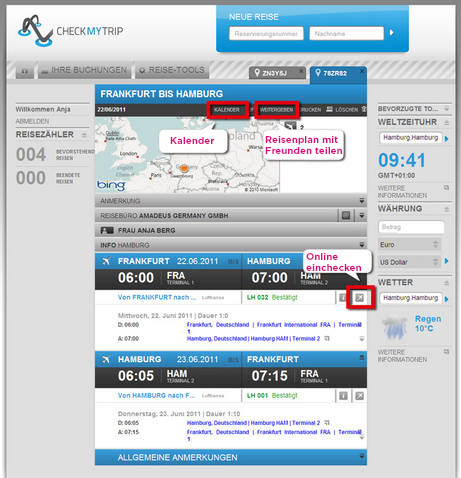 CHECKMYTRIP
NEUE REISE
Reservierungsnummer
Nachname
IHRE BUCHUNGEN
REISE-TOOLS
ZN3YSJ
78ZR82
Willkommen Anja
ABMELDEN
REISEZÄHLER
004 BEVORSTEHENDE REISEN
000 BEENDETE REISEN
FRANKFURT BIS HAMBURG
22/06/2011 KALENDER WEITERGEBEN DRUCKEN LÖSCHEN
Kalender
Reisenplan mit
Freunden teilen
bing
ANMERKUNG
REISEBÜRO AMADEUS GERMANY GMBH
FRAU ANJA BERG
INFO HAMBURG
Online
einchecken
FRANKFURT 22.06.2011 BIS HAMBURG
06:00 FRA TERMINAL 1 07:00 HAM TERMINAL 2
Von FRANKFURT nach ... Lufthansa LH 032 Bestätigt
Mittwoch, 22. Juni 2011 | Dauer 1:0
D: 06:00 Frankfurt, Deutschland | Frankfurt International FRA | Terminal 1
A: 07:00 Hamburg, Deutschland | Hamburg HAM | Terminal 2
HAMBURG 23.06.2011 BIS FRANKFURT
06:05 HAM TERMINAL 2 07:15 FRA TERMINAL 1
Von HAMBURG nach F... Lufthansa LH 001 Bestätigt
Donnerstag, 23. Juni 2011 | Dauer 1:10
D: 06:05 Hamburg, Deutschland | Hamburg HAM | Terminal 2
A: 07:15 Frankfurt, Deutschland | Frankfurt International FRA | Terminal 1
ALLGEMEINE ANMERKUNGEN
BEVORZUGTE TO...
WELTZEITUHR
Hamburg.Hamburg
09:41
GMT+01:00
WEITERE
INFORMATIONEN
WÄHRUNG
Betrag
Euro
US Dollar
WETTER
Hamburg.Hamburg
Regen
10°C
WEITERE
INFORMATIONEN